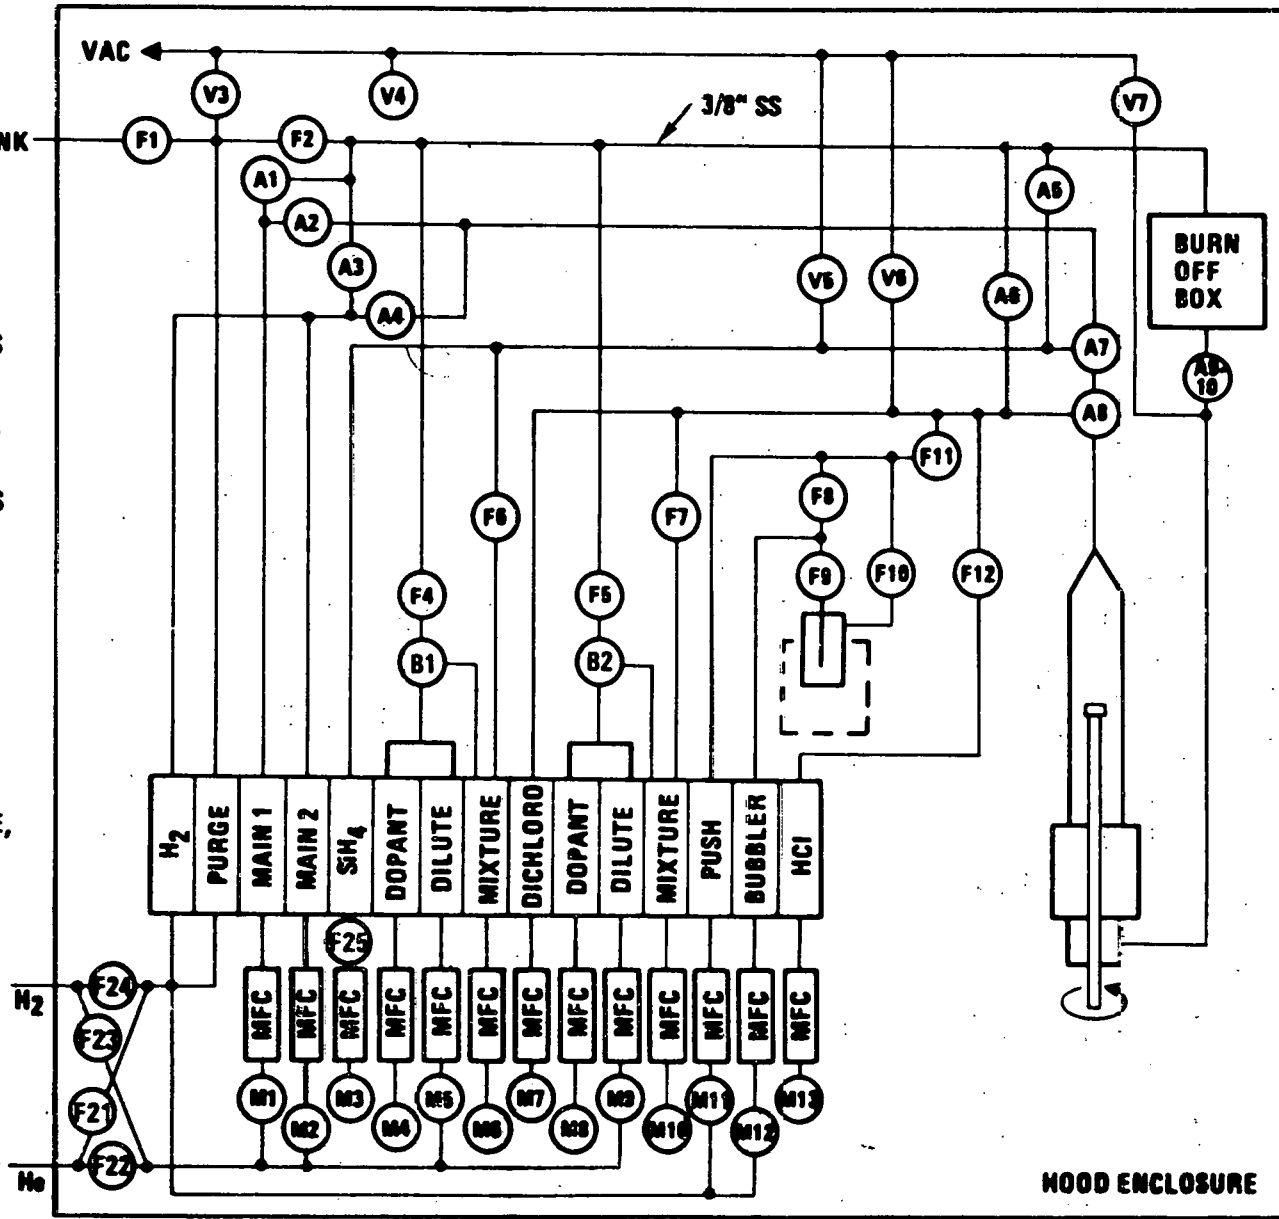 VAC
V3
V4
V7
3/8" SS
NK
F1
F2
A1
A2
A3
A4
A5
A6
V5
V6
A7
A8
BURN
OFF
BOX
A9-
10
S
S
E,
F11
F8
F6
F7
F9
F10
F12
F4
F5
B1
B2
H2
PURGE
MAIN 1
MAIN 2
SiH4
DOPANT
DILUTE
MIXTURE
DICHLORO
DOPANT
DILUTE
MIXTURE
PUSH
BUBBLER
HCl
F25
H2
F24
F23
F21
F22
He
MFC
MFC
MFC
MFC
MFC
MFC
MFC
MFC
MFC
MFC
MFC
MFC
MFC
M1
M2
M3
M4
M5
M6
M7
M8
M9
M10
M11
M12
M13
HOOD ENCLOSURE